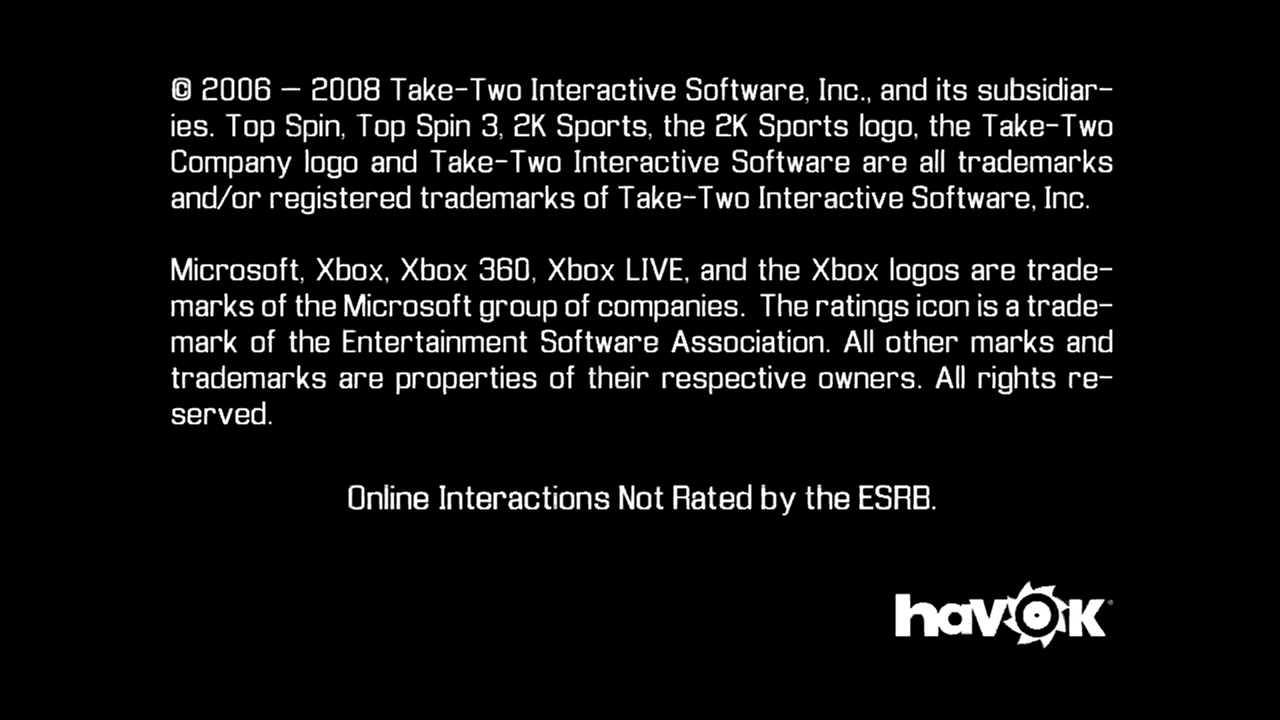 © 2006 – 2008 Take-Two Interactive Software, Inc., and its subsidiar-
ies. Top Spin, Top Spin 3, 2K Sports, the 2K Sports logo, the Take-Two
Company logo and Take-Two Interactive Software are all trademarks
and/or registered trademarks of Take-Two Interactive Software, Inc.
Microsoft, Xbox, Xbox 360, Xbox LIVE, and the Xbox logos are trade-
marks of the Microsoft group of companies. The ratings icon is a trade-
mark of the Entertainment Software Association. All other marks and
trademarks are properties of their respective owners. All rights re-
served.
Online Interactions Not Rated by the ESRB.
havok